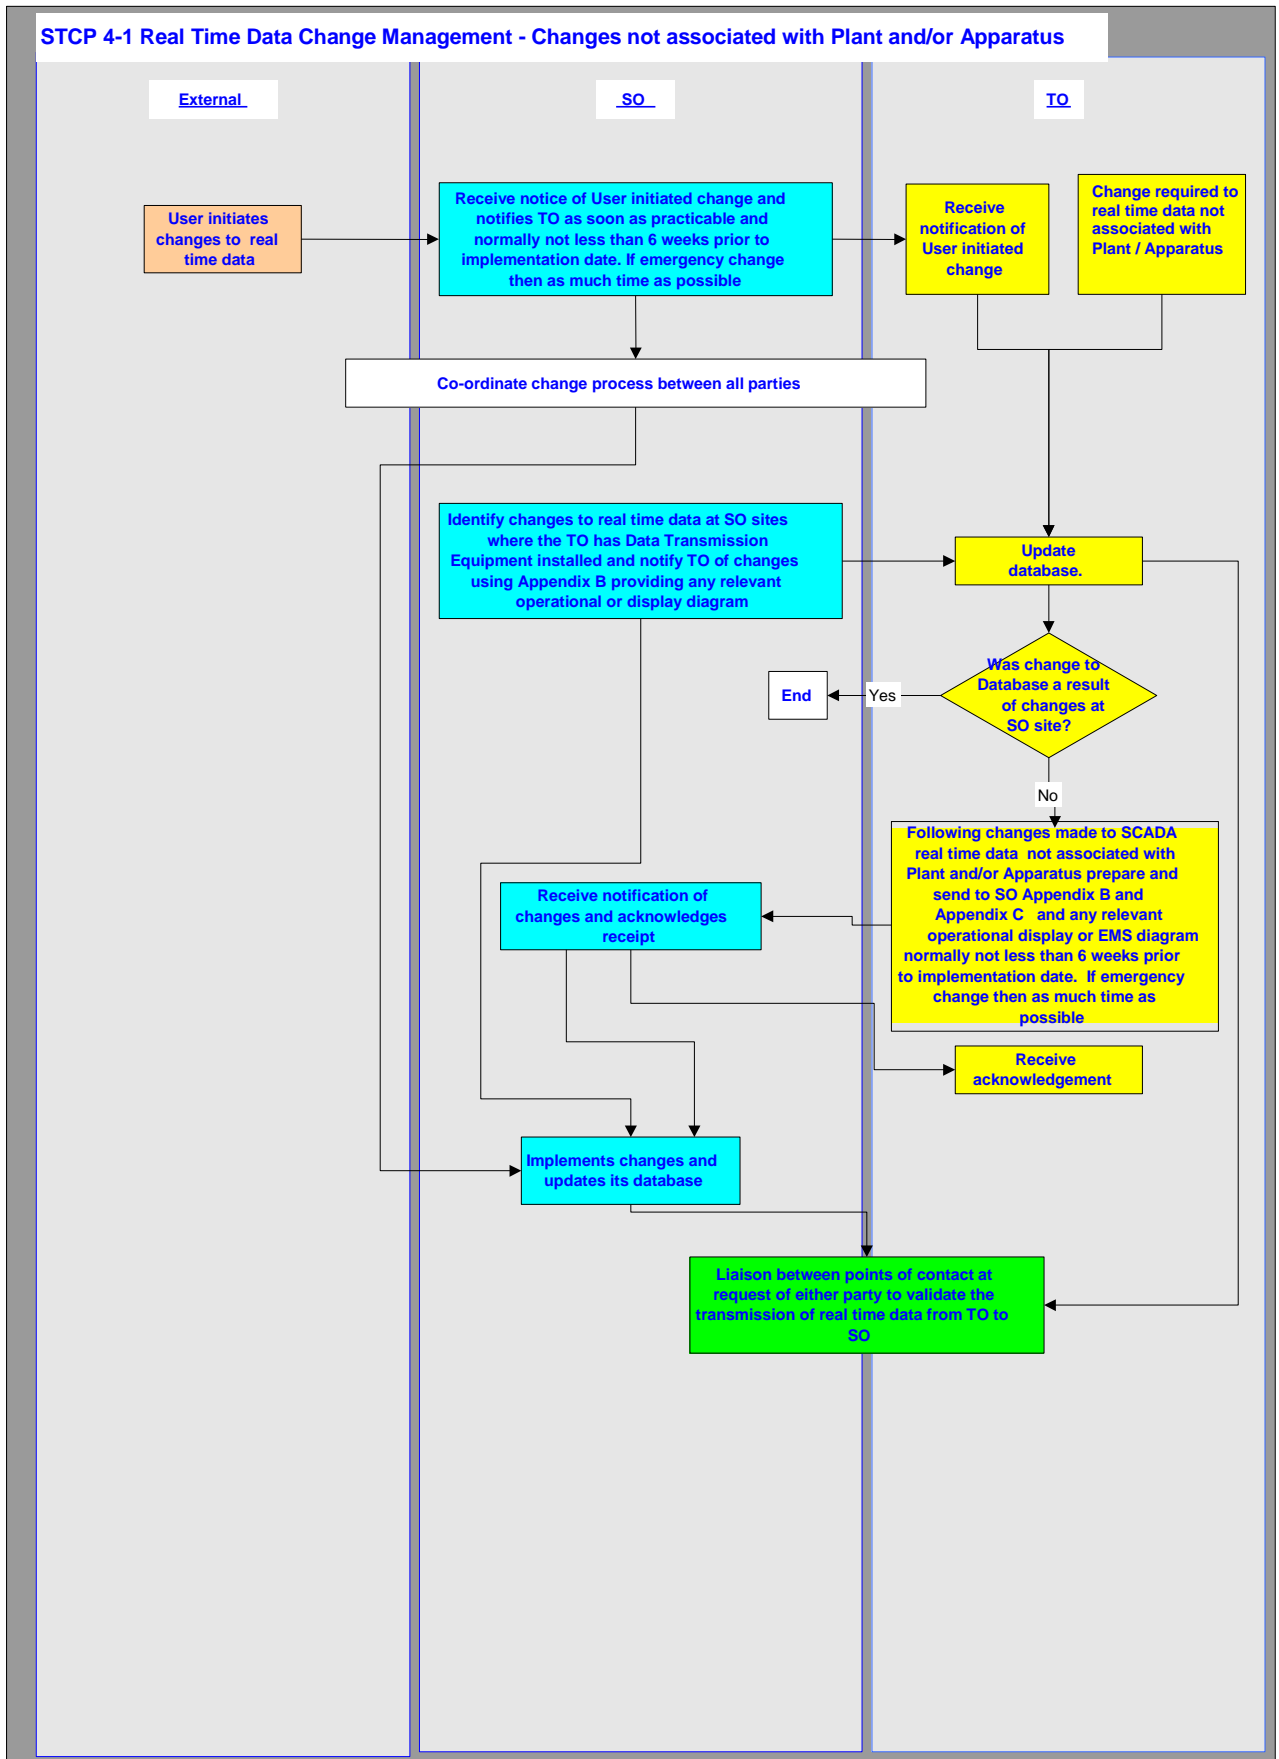 STCP 4-1 Real Time Data Change Management - Changes not associated with Plant and/or Apparatus
External
SO
TO
User initiates
changes to real
time data
Receive notice of User initiated change and
notifies TO as soon as practicable and
normally not less than 6 weeks prior to
implementation date. If emergency change
then as much time as possible
Receive
notification of
User initiated
change
Change required to
real time data not
associated with
Plant / Apparatus
Co-ordinate change process between all parties
Identify changes to real time data at SO sites
where the TO has Data Transmission
Equipment installed and notify TO of changes
using Appendix B providing any relevant
operational or display diagram
Update
database.
Was change to
Database a result
of changes at
SO site?
Yes
End
No
Following changes made to SCADA
real time data not associated with
Plant and/or Apparatus prepare and
send to SO Appendix B and
Appendix C and any relevant
operational display or EMS diagram
normally not less than 6 weeks prior
to implementation date. If emergency
change then as much time as
possible
Receive notification of
changes and acknowledges
receipt
Receive
acknowledgement
Implements changes and
updates its database
Liaison between points of contact at
request of either party to validate the
transmission of real time data from TO to
SO